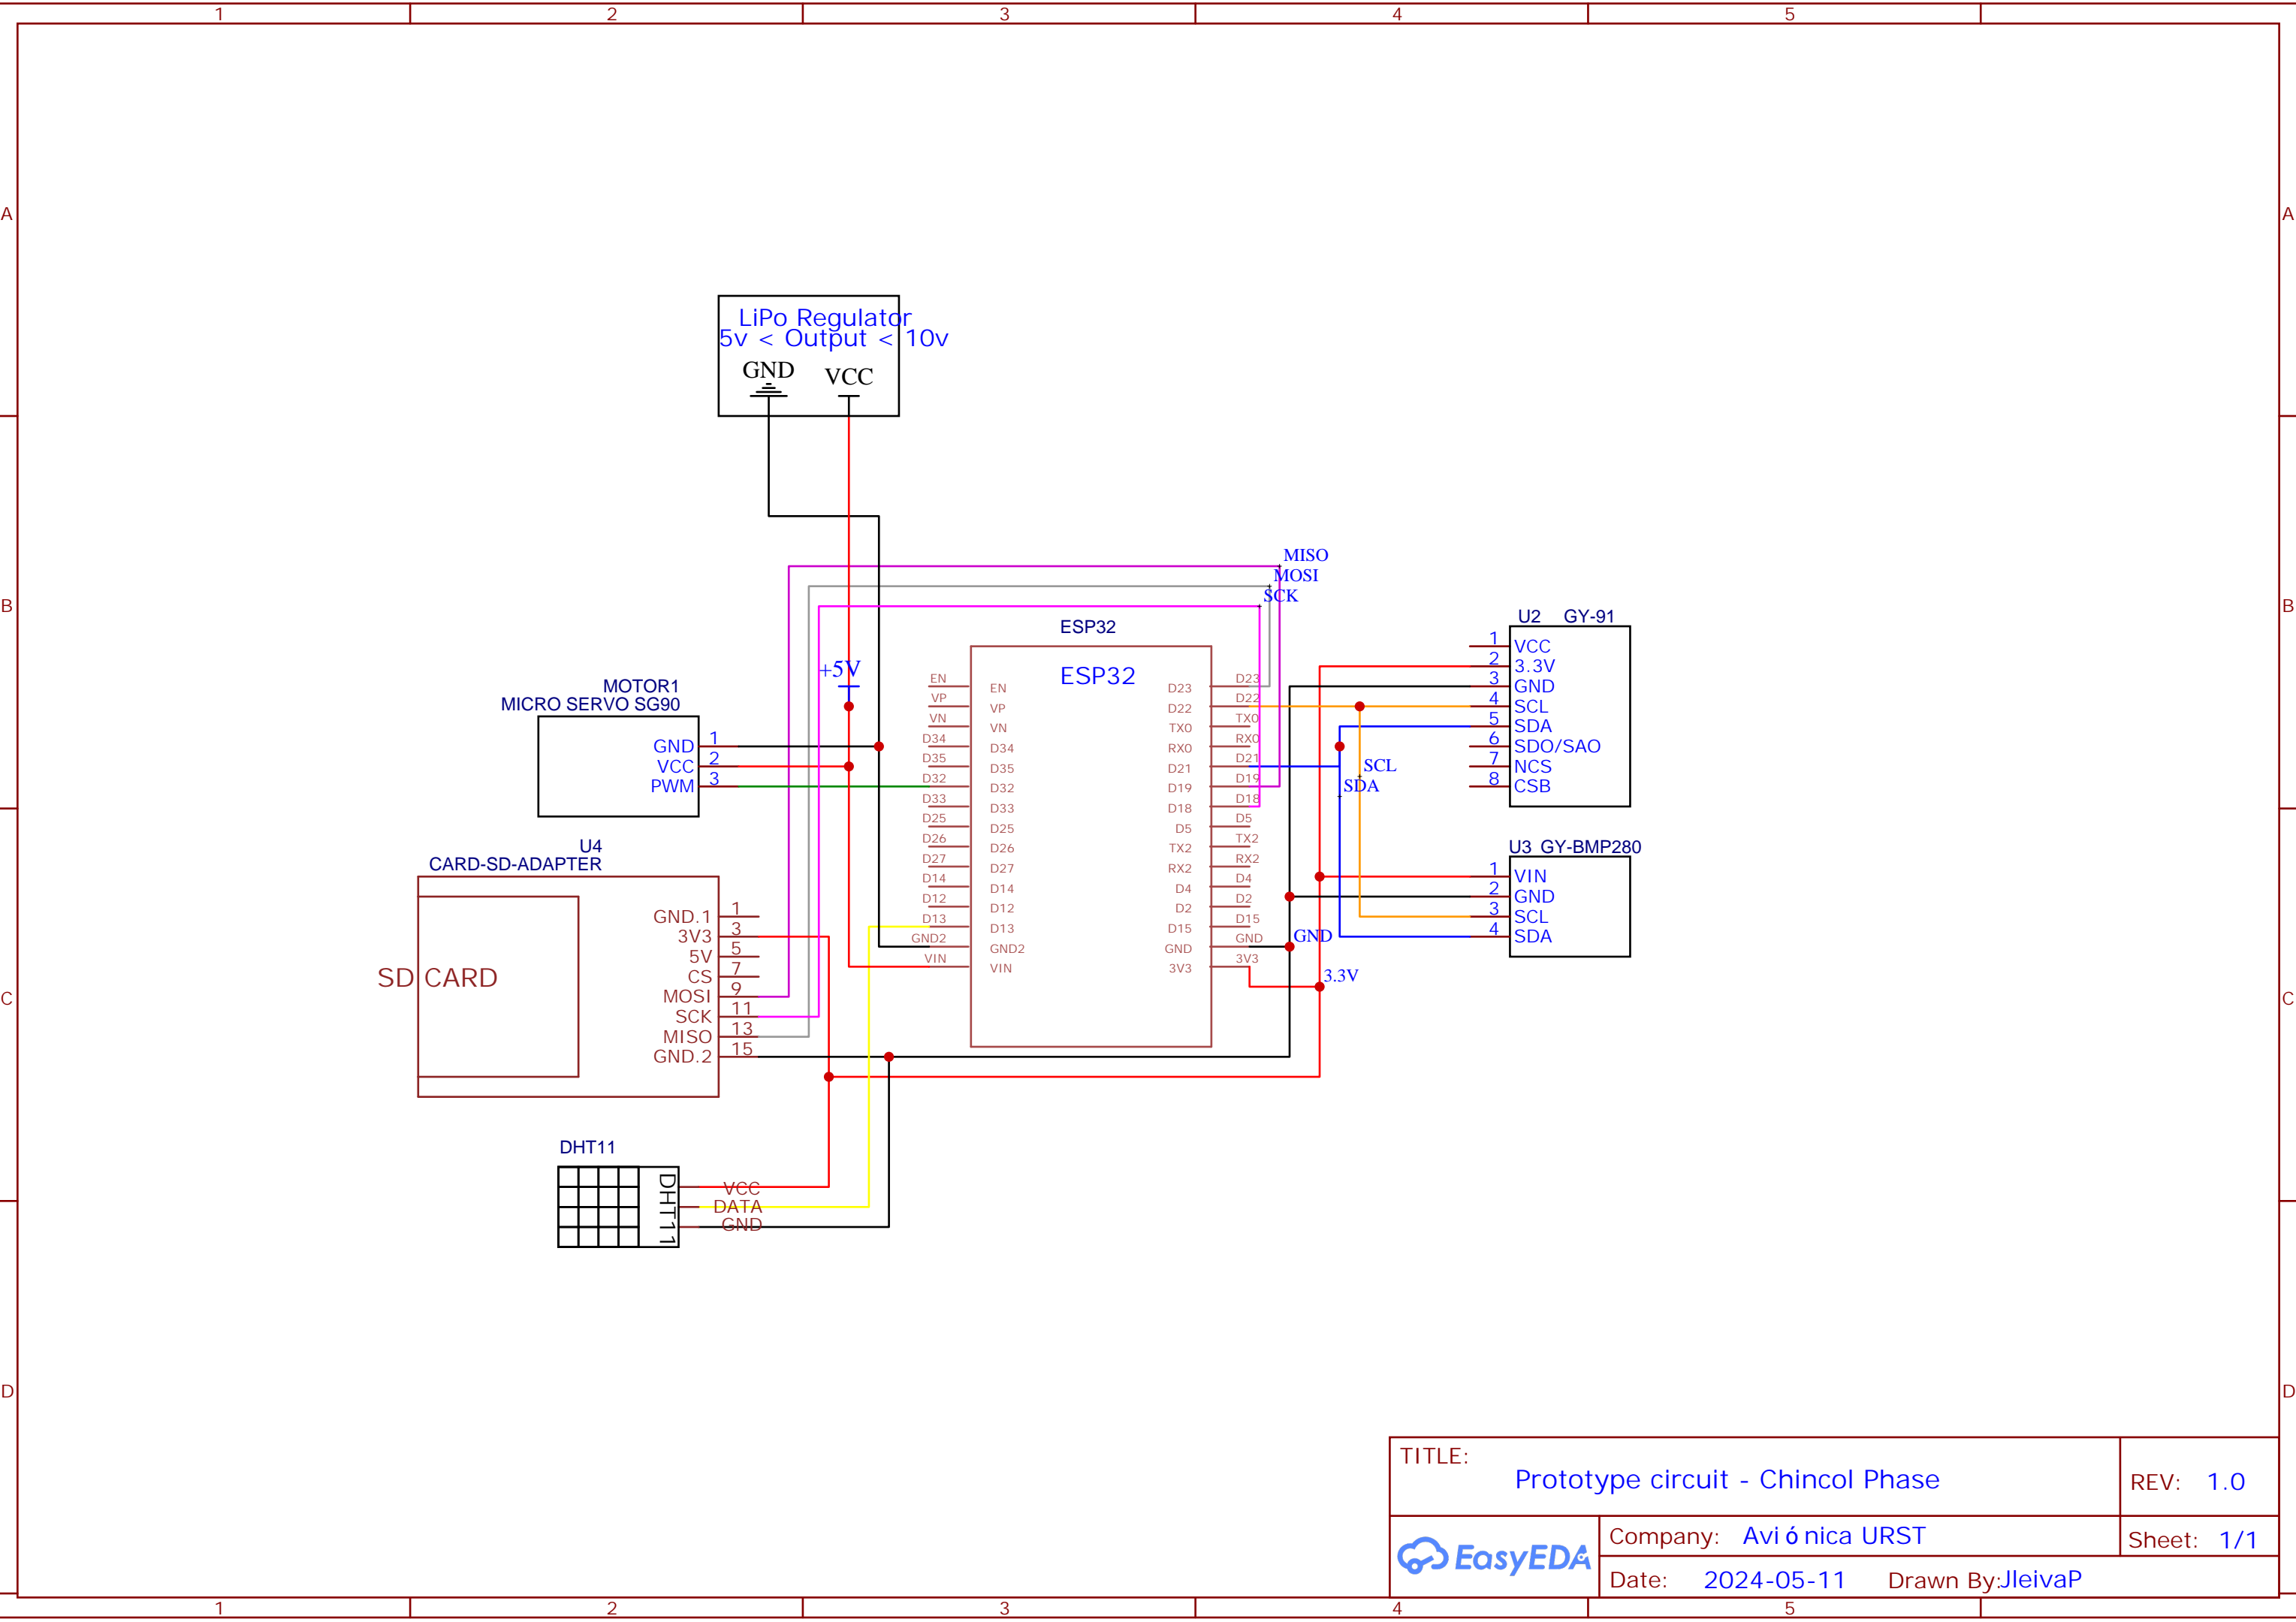 1 2 3 4 5
A A
B B
C C
D D
LiPo Regulator
5v < Output < 10v
GND VCC
MISO
MOSI
SCK
+5V
MOTOR1
MICRO SERVO SG90
GND 1
VCC 2
PWM 3
ESP32
ESP32
EN EN
VP VP
VN VN
D34 D34
D35 D35
D32 D32
D33 D33
D25 D25
D26 D26
D27 D27
D14 D14
D12 D12
D13 D13
GND2 GND2
VIN VIN
D23 D23
D22 D22
TX0 TX0
RX0 RX0
D21 D21
D19 D19
D18 D18
D5 D5
TX2 TX2
RX2 RX2
D4 D4
D2 D2
D15 D15
GND GND
3V3 3V3
SCL
SDA
GND
3.3V
U2 GY-91
1 VCC
2 3.3V
3 GND
4 SCL
5 SDA
6 SDO/SAO
7 NCS
8 CSB
U3 GY-BMP280
1 VIN
2 GND
3 SCL
4 SDA
U4
CARD-SD-ADAPTER
SD CARD
GND.1 1
3V3 3
5V 5
CS 7
MOSI 9
SCK 11
MISO 13
GND.2 15
DHT11
DHT11
VCC
DATA
GND
TITLE:
Prototype circuit - Chincol Phase
REV: 1.0
EasyEDA
Company: Aviónica URST
Sheet: 1/1
Date: 2024-05-11 Drawn By:JleivaP
1 2 3 4 5